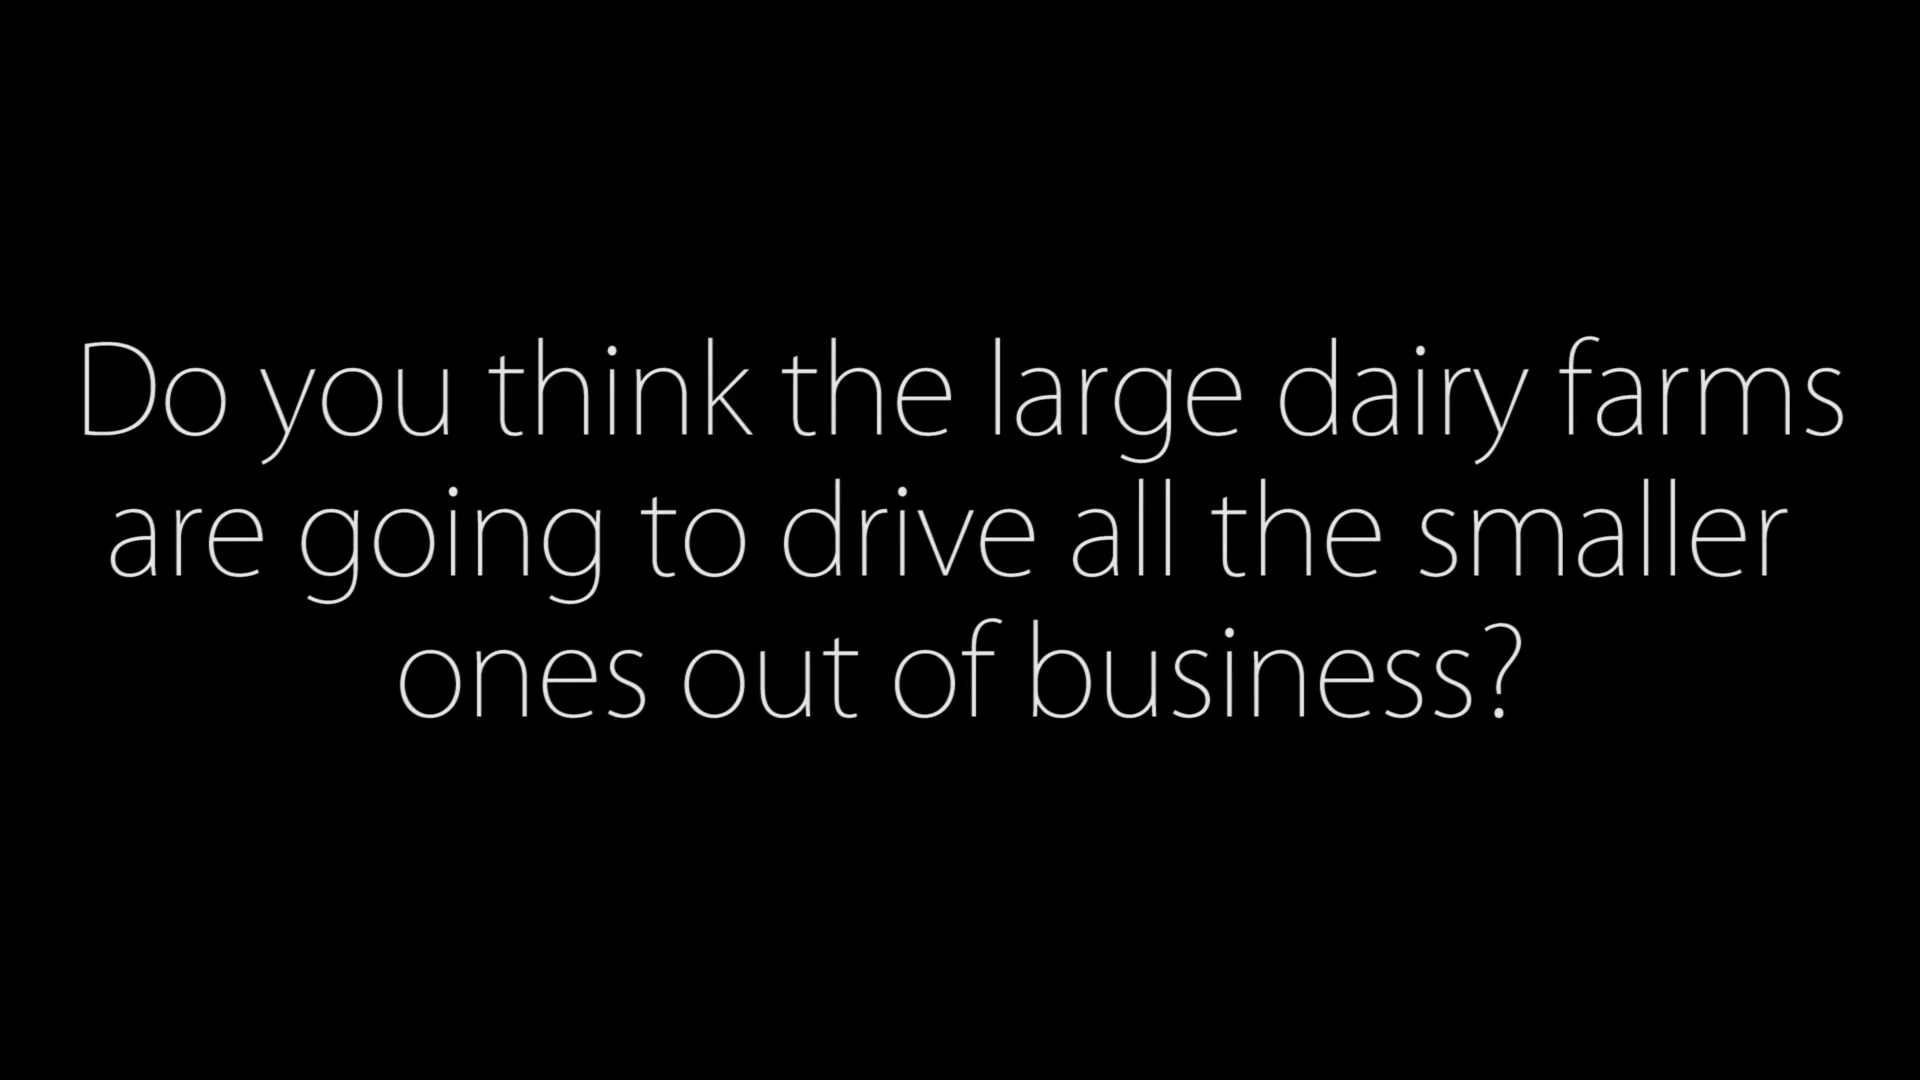 Do you think the large dairy farms
are going to drive all the smaller
ones out of business?